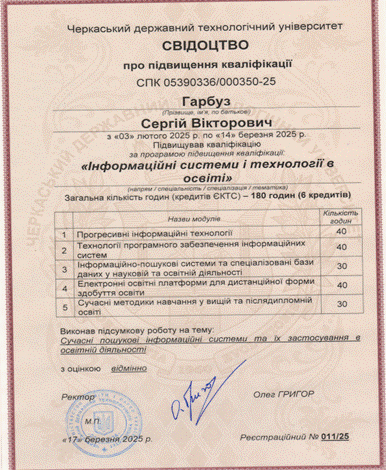 Черкаський державний технологічний університет
СВІДОЦТВО
про підвищення кваліфікації
СПК 05390336/000350-25
Гарбуз
(Прізвище, ім'я, по батькові)
Сергій Вікторович
з «03» лютого 2025 р. по «14» березня 2025 р.
Підвищував кваліфікацію
за програмою підвищення кваліфікації:
«Інформаційні системи і технології в
освіті»
(напрям / спеціальність / спеціалізація / тематика)
Загальна кількість годин (кредитів ЄКТС) – 180 годин (6 кредитів)
Назви модулів Кількість годин
1 Прогресивні інформаційні технології 40
2 Технології програмного забезпечення інформаційних систем 40
3 Інформаційно-пошукові системи та спеціалізовані бази даних у науковій та освітній діяльності 30
4 Електронні освітні платформи для дистанційної форми здобуття освіти 40
5 Сучасні методики навчання у вищій та післядипломній освіті 30
Виконав підсумкову роботу на тему:
Сучасні пошукові інформаційні системи та їх застосування в
освітній діяльності
з оцінкою відмінно
Ректор Олег ГРИГОР
М.П.
«17» березня 2025 р. Реєстраційний № 011/25